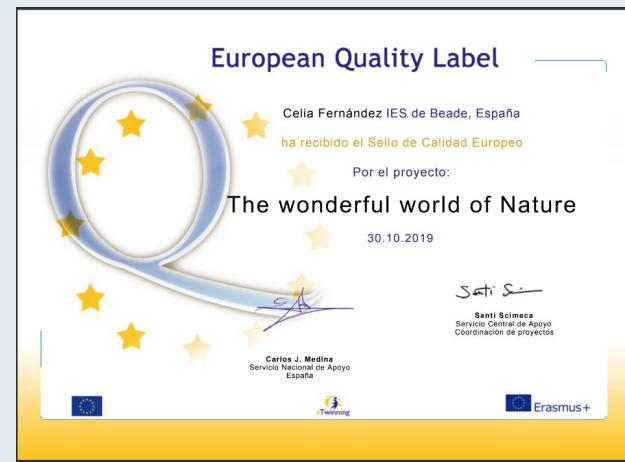 European Quality Label
Celia Fernández IES de Beade, España
ha recibido el Sello de Calidad Europeo
Por el proyecto:
The wonderful world of Nature
30.10.2019
Santi Scimeca
Servicio Central de Apoyo
Coordinación de proyectos
Carlos J. Medina
Servicio Nacional de Apoyo
España
eTwinning
Erasmus+